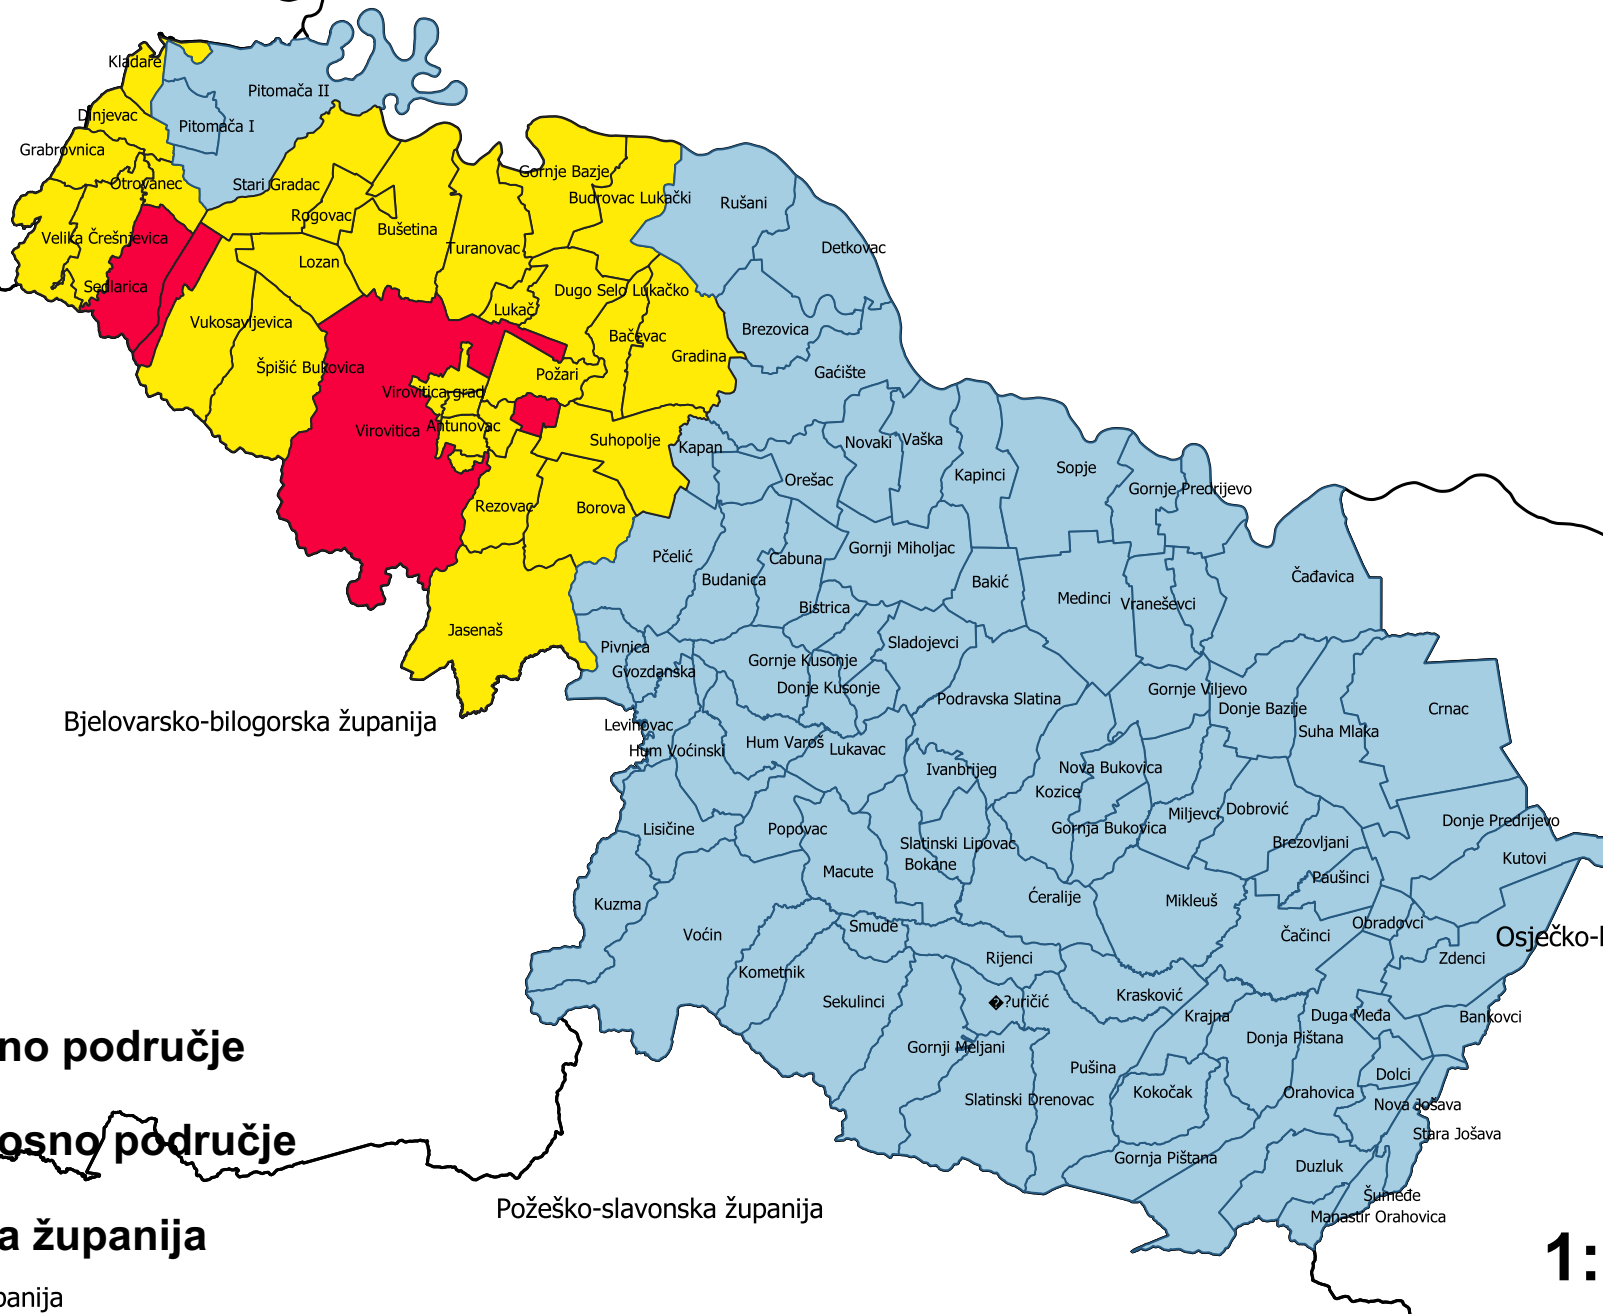 Kladare
Pitomača II
Dinjevac
Pitomača I
Grabrovnica
Otrovanec
Stari Gradac
Gornje Bazje
Budrovac Lukački
Rušani
Rogovac
Bušetina
Velika Črešnjevica
Turanovac
Detkovac
Lozan
Sedlarica
Dugo Selo Lukačko
Lukač
Vukosavljevica
Brezovica
Bačevac
Gradina
Špišić Bukovica
Požari
Gaćište
Virovitica-grad
Virovitica
Antunovac
Suhopolje
Kapan
Novaki
Vaška
Orešac
Kapinci
Sopje
Gornje Predrijevo
Rezovac
Borova
Pčelić
Čabuna
Gornji Miholjac
Budanica
Bakić
Čađavica
Medinci
Vraneševci
Bistrica
Jasenaš
Pivnica
Sladojevci
Gvozdanska
Gornje Kusonje
Donje Kusonje
Podravska Slatina
Gornje Viljevo
Donje Bazije
Crnac
Bjelovarsko-bilogorska županija
Levinovac
Suha Mlaka
Hum Voćinski
Hum Varoš
Lukavac
Ivanbrijeg
Nova Bukovica
Kozice
Lisičine
Popovac
Gornja Bukovica
Miljevci
Dobrović
Donje Predrijevo
Slatinski Lipovac
Brezovljani
Bokane
Kutovi
Macute
Paušinci
Kuzma
Ćeralije
Mikleuš
Voćin
Smude
Čačinci
Obradovci
Osječko-b
Rijenci
Zdenci
Kometnik
Sekulinci
�?uričić
Krasković
Krajna
Duga Međa
Bankovci
no područje
Gornji Meljani
Donja Pištana
Pušina
Dolci
Slatinski Drenovac
Kokočak
Orahovica
Nova Jošava
osno područje
Stara Jošava
Gornja Pištana
Duzluk
Šumeđe
Požeško-slavonska županija
Manastir Orahovica
a županija
1:
panija